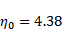 η₀ = 4.38